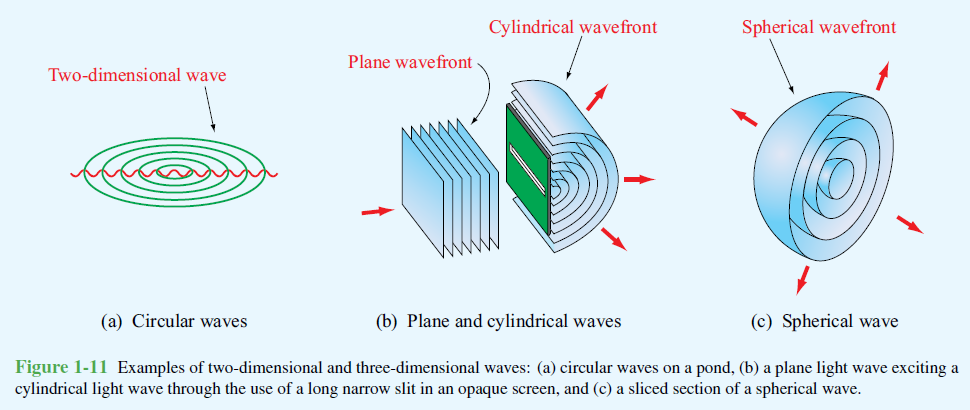 Cylindrical wavefront
Spherical wavefront
Plane wavefront
Two-dimensional wave
(a) Circular waves
(b) Plane and cylindrical waves
(c) Spherical wave
Figure 1-11 Examples of two-dimensional and three-dimensional waves: (a) circular waves on a pond, (b) a plane light wave exciting a
cylindrical light wave through the use of a long narrow slit in an opaque screen, and (c) a sliced section of a spherical wave.